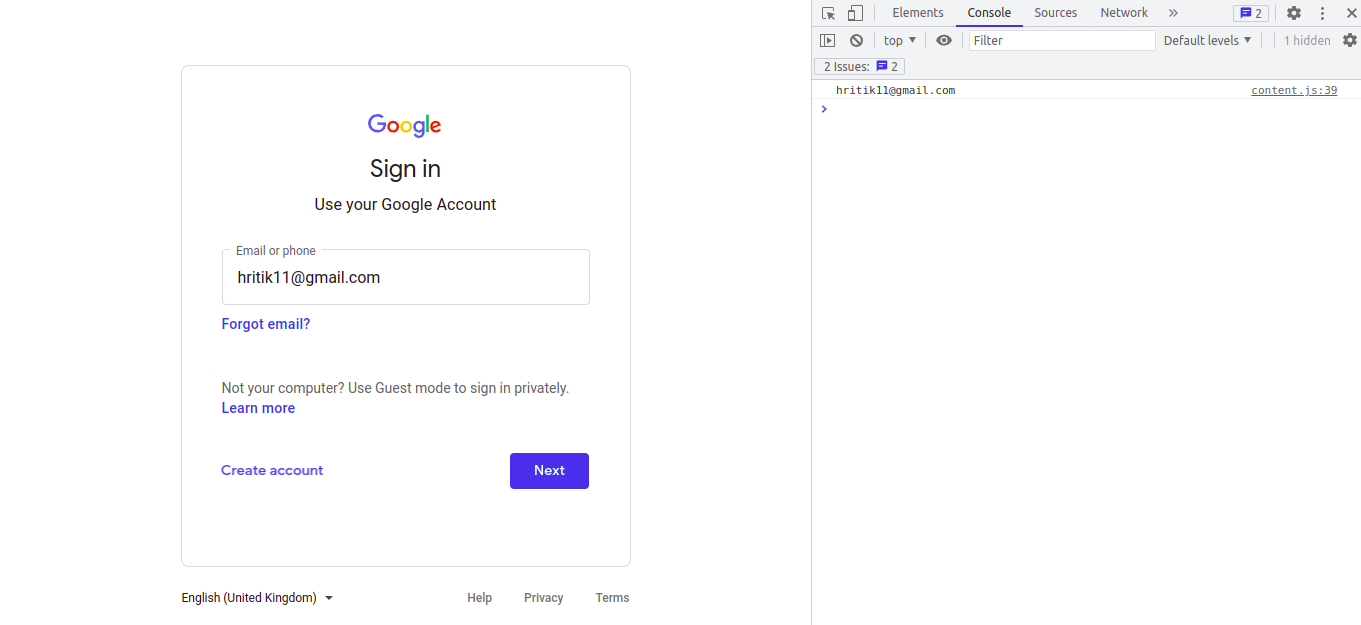 Google
Sign in
Use your Google Account
Email or phone
hritik11@gmail.com
Forgot email?
Not your computer? Use Guest mode to sign in privately.
Learn more
Create account
Next
English (United Kingdom)
Help Privacy Terms
Elements Console Sources Network » 2
top Filter Default levels 1 hidden
2 Issues: 2
hritik11@gmail.com content.js:39